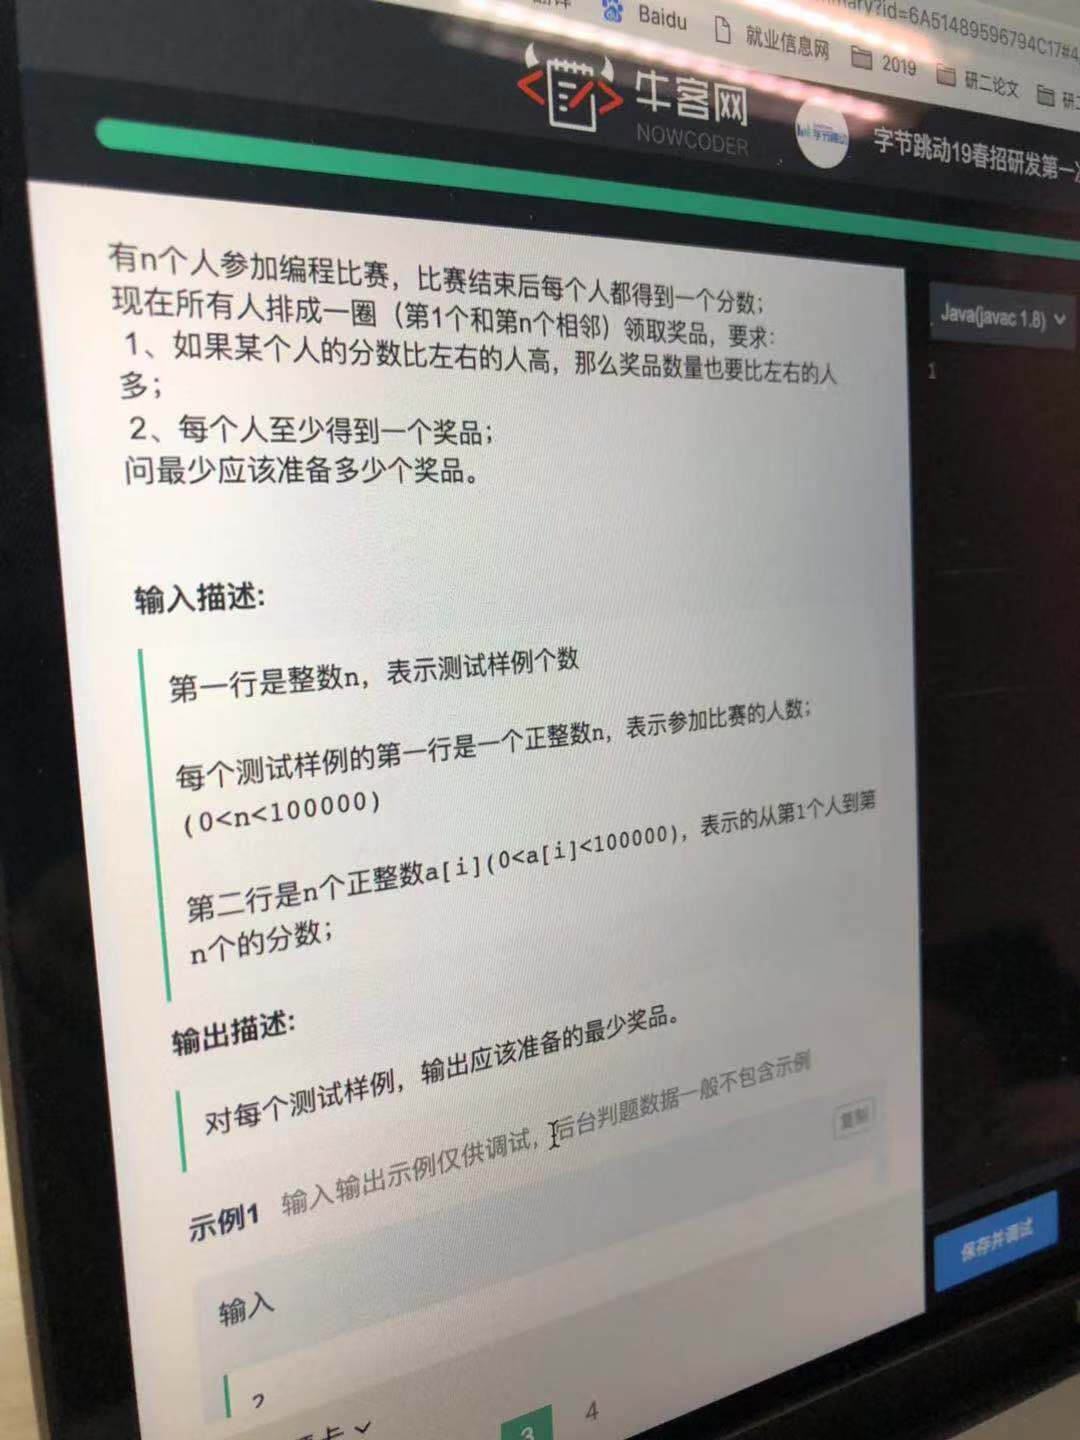 Baidu
就业信息网
2019
研二论文
?id=6A51489596794C17#4
牛客网
NOWCODER
字节跳动
字节跳动19春招研发第一
有n个人参加编程比赛，比赛结束后每个人都得到一个分数；
现在所有人排成一圈（第1个和第n个相邻）领取奖品，要求：
1、如果某个人的分数比左右的人高，那么奖品数量也要比左右的人
多；
2、每个人至少得到一个奖品；
问最少应该准备多少个奖品。
输入描述:
第一行是整数n，表示测试样例个数
每个测试样例的第一行是一个正整数n，表示参加比赛的人数；
(0<n<100000)
第二行是n个正整数a[i](0<a[i]<100000)，表示的从第1个人到第
n个的分数；
输出描述:
对每个测试样例，输出应该准备的最少奖品。
示例1 输入输出示例仅供调试，后台判题数据一般不包含示例
复制
输入
2
3
4
Java(javac 1.8)
1
保存并调试